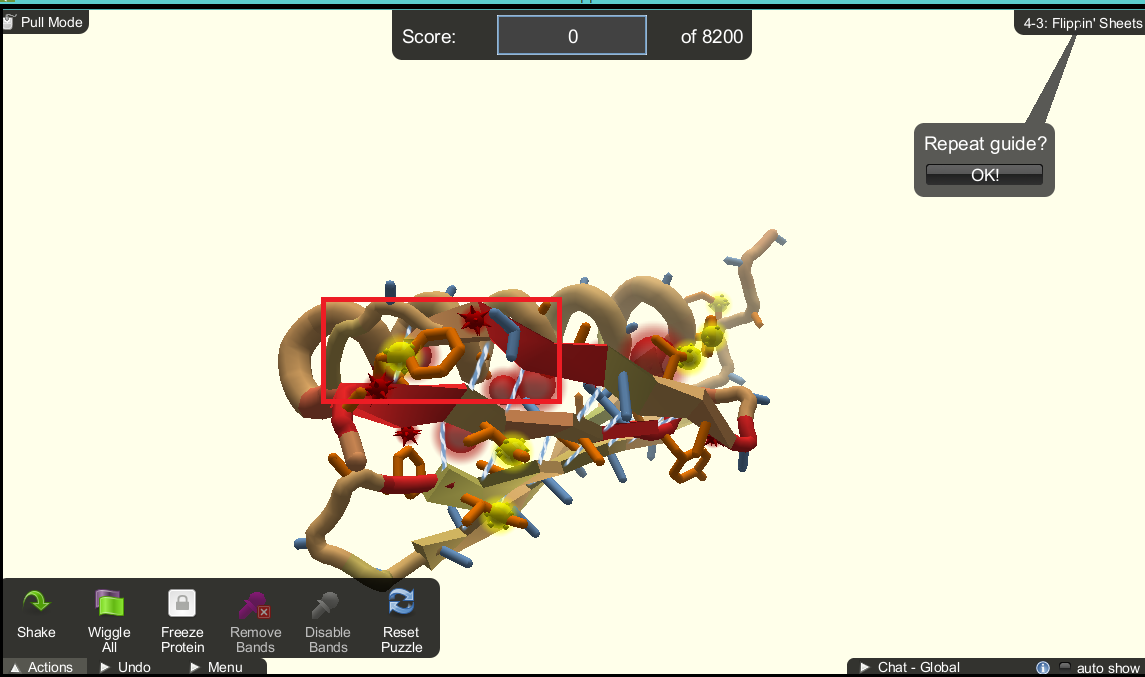 Pull Mode
Score: 0 of 8200
4-3: Flippin' Sheets
Repeat guide?
OK!
Shake
Wiggle All
Freeze Protein
Remove Bands
Disable Bands
Reset Puzzle
Actions
Undo
Menu
Chat - Global
auto show